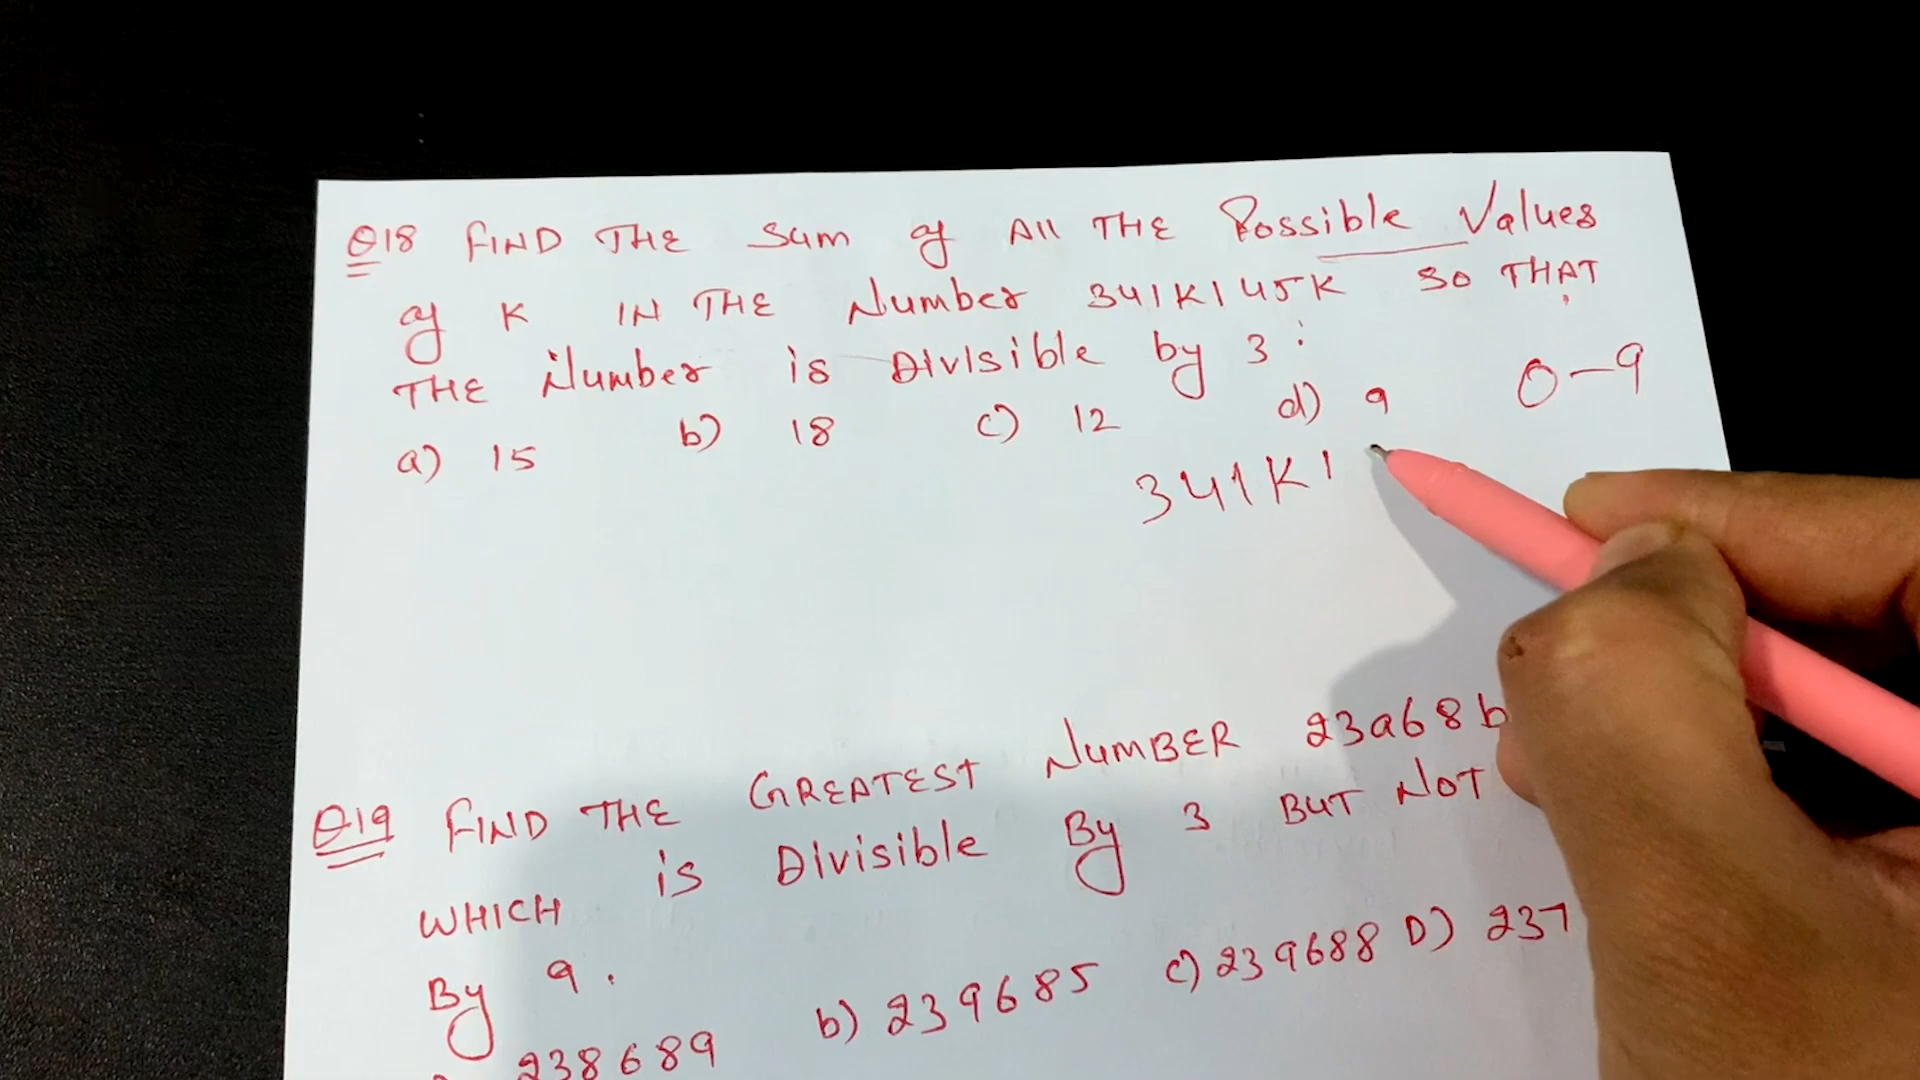 Q18 FIND THE Sum of All THE Possible Values
of K IN THE Number 341K145K SO THAT
THE Number is Divisible by 3 :
a) 15 b) 18 c) 12 d) 9
0-9
341K1
Q19 FIND THE GREATEST NUMBER 23a68b
WHICH is Divisible By 3 BUT NOT
By 9.
238689 b) 239685 c) 239688 D) 237